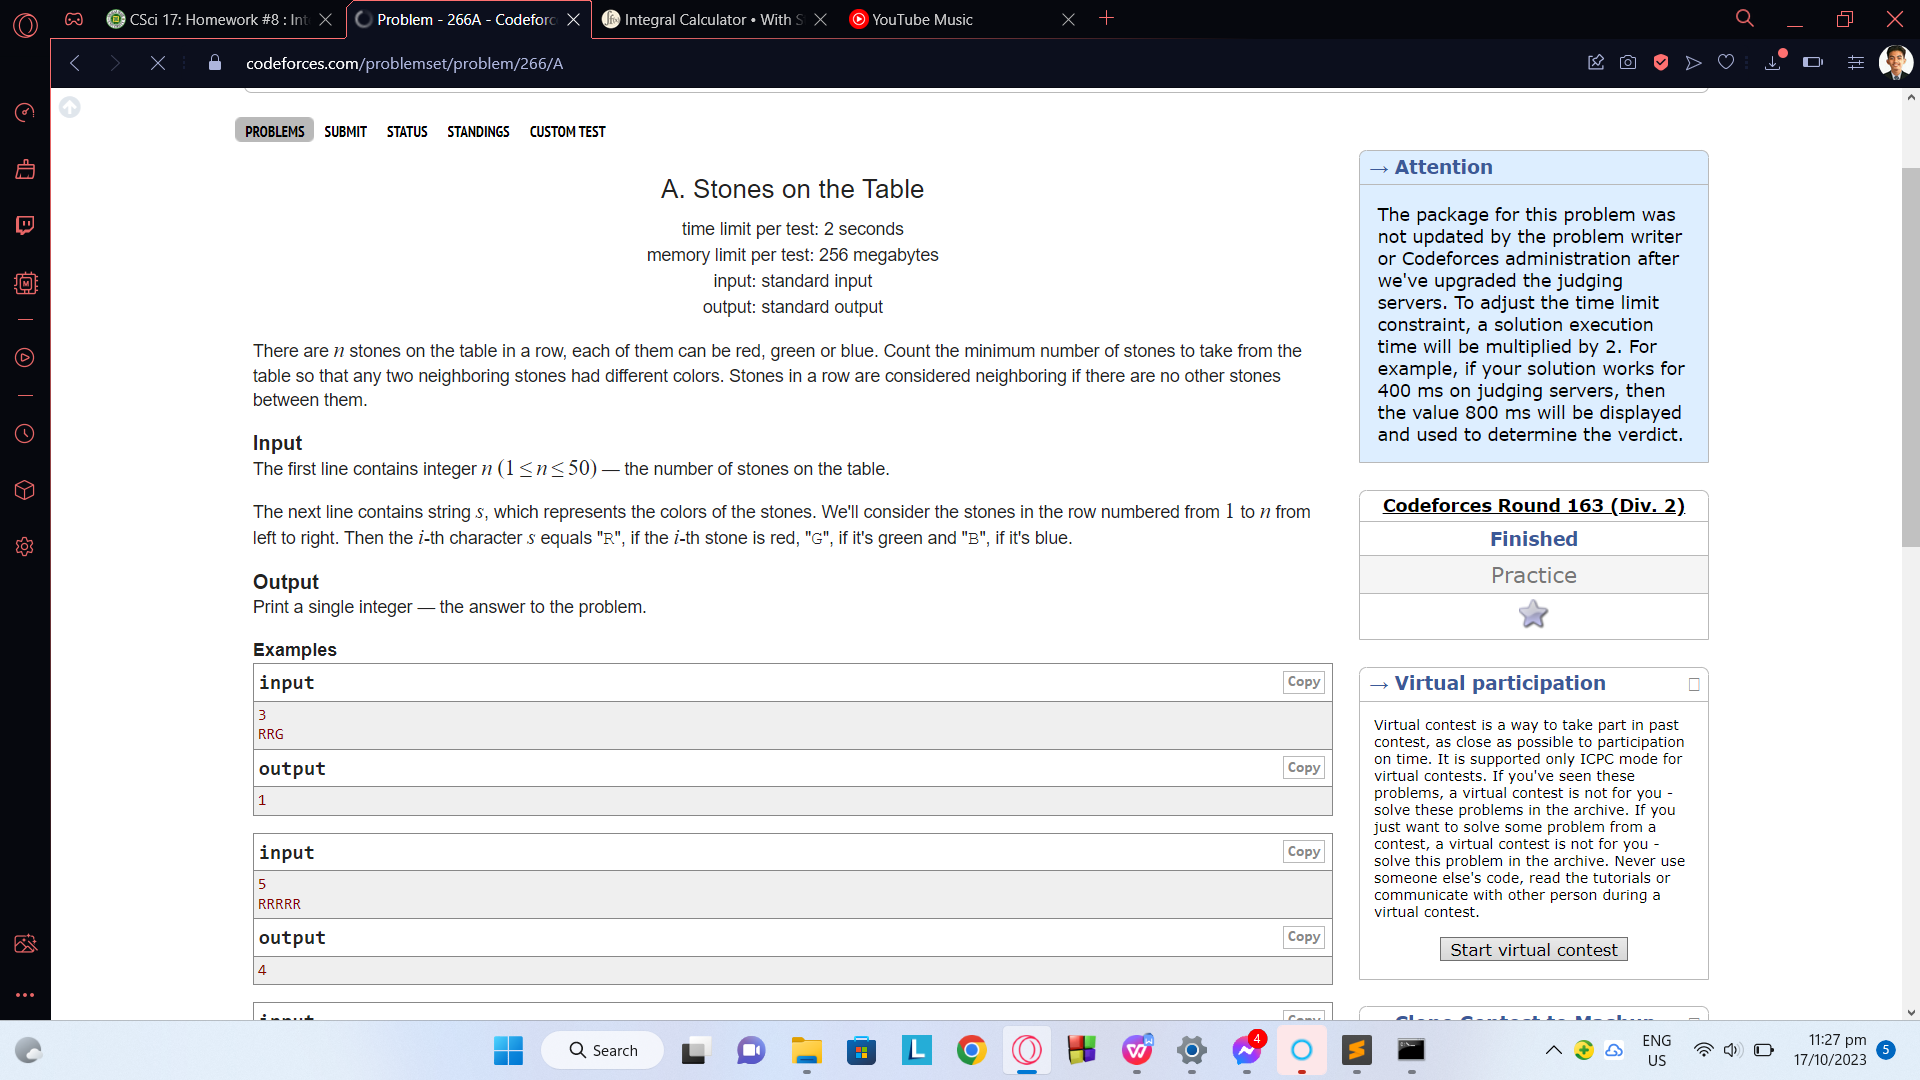 CSci 17: Homework #8 : Int
Problem - 266A - Codeforc
Integral Calculator • With S
YouTube Music
codeforces.com/problemset/problem/266/A
PROBLEMS SUBMIT STATUS STANDINGS CUSTOM TEST
A. Stones on the Table
time limit per test: 2 seconds
memory limit per test: 256 megabytes
input: standard input
output: standard output
There are n stones on the table in a row, each of them can be red, green or blue. Count the minimum number of stones to take from the
table so that any two neighboring stones had different colors. Stones in a row are considered neighboring if there are no other stones
between them.
Input
The first line contains integer n (1 ≤ n ≤ 50) — the number of stones on the table.
The next line contains string s, which represents the colors of the stones. We'll consider the stones in the row numbered from 1 to n from
left to right. Then the i-th character s equals "R", if the i-th stone is red, "G", if it's green and "B", if it's blue.
Output
Print a single integer — the answer to the problem.
Examples
input
Copy
3
RRG
output
Copy
1
input
Copy
5
RRRRR
output
Copy
4
input
Copy
→ Attention
The package for this problem was
not updated by the problem writer
or Codeforces administration after
we've upgraded the judging
servers. To adjust the time limit
constraint, a solution execution
time will be multiplied by 2. For
example, if your solution works for
400 ms on judging servers, then
the value 800 ms will be displayed
and used to determine the verdict.
Codeforces Round 163 (Div. 2)
Finished
Practice
→ Virtual participation
Virtual contest is a way to take part in past
contest, as close as possible to participation
on time. It is supported only ICPC mode for
virtual contests. If you've seen these
problems, a virtual contest is not for you -
solve these problems in the archive. If you
just want to solve some problem from a
contest, a virtual contest is not for you -
solve this problem in the archive. Never use
someone else's code, read the tutorials or
communicate with other person during a
virtual contest.
Start virtual contest
Clone Contest to Mashup
Search
4
ENG
US
11:27 pm
17/10/2023
5